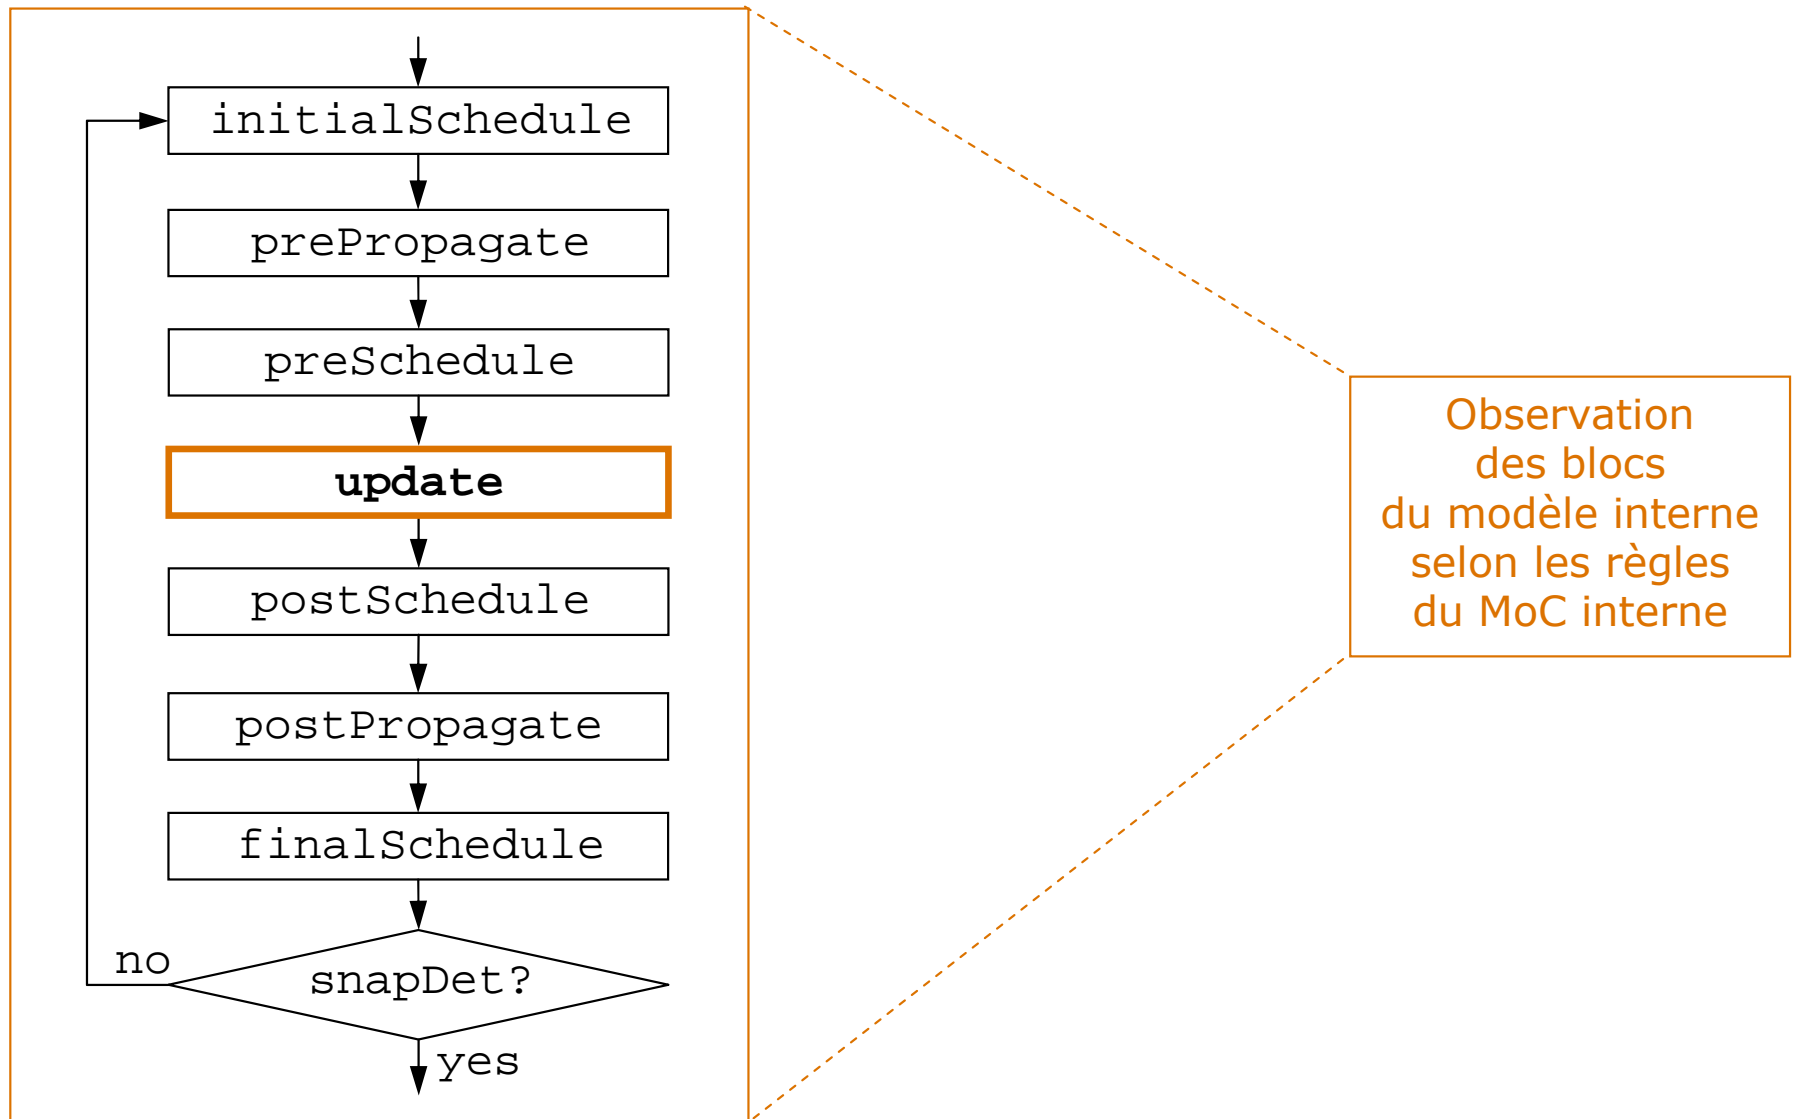 initialSchedule
prePropagate
preSchedule
update
postSchedule
postPropagate
finalSchedule
snapDet?
no
yes
Observation
des blocs
du modèle interne
selon les règles
du MoC interne